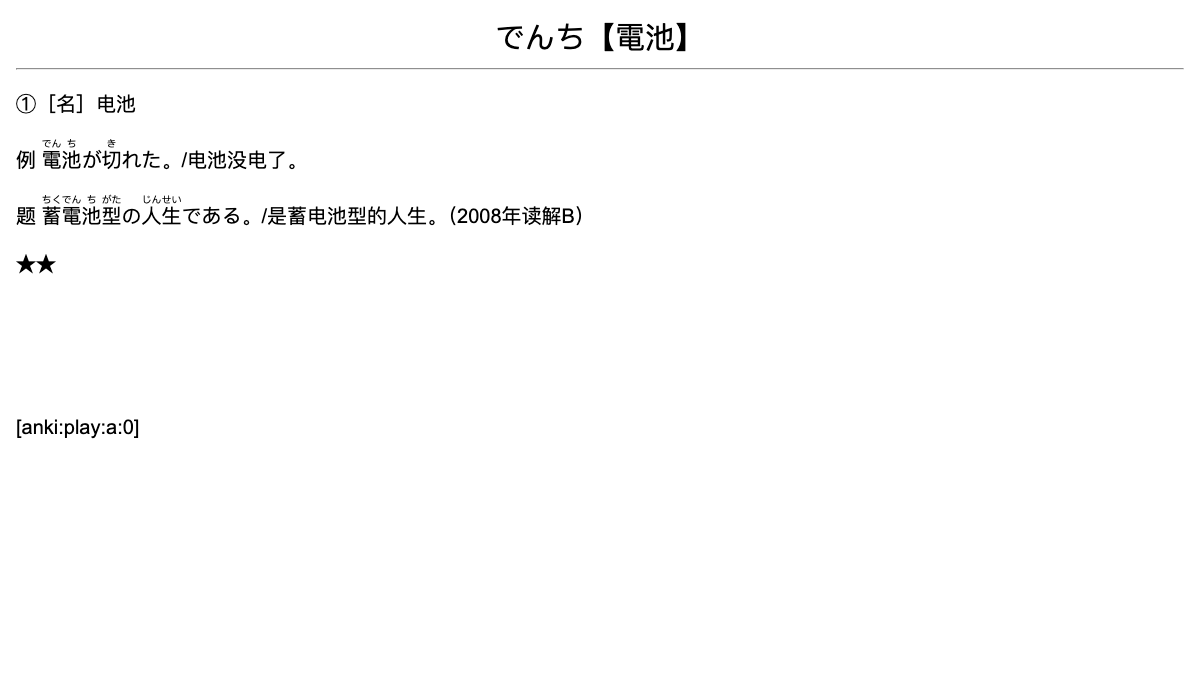 でんち【電池】
①［名］电池
でん ち き
例 電池が切れた。/电池没电了。
ちくでん ち がた じんせい
题 蓄電池型の人生である。/是蓄电池型的人生。（2008年读解B）
★★
[anki:play:a:0]